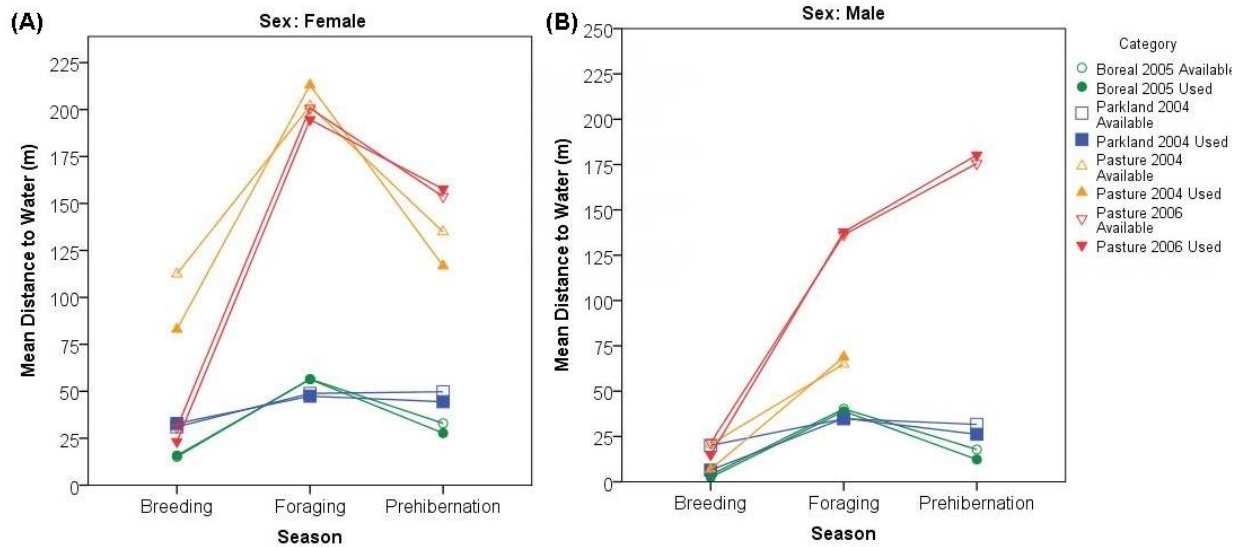 (A)
Sex: Female
Mean Distance to Water (m)
225
200
175
150
125
100
75
50
25
0
Breeding Foraging Prehibernation
Season
(B)
Sex: Male
Mean Distance to Water (m)
250
225
200
175
150
125
100
75
50
25
0
Breeding Foraging Prehibernation
Season
Category
Boreal 2005 Available
Boreal 2005 Used
Parkland 2004
Available
Parkland 2004 Used
Pasture 2004
Available
Pasture 2004 Used
Pasture 2006
Available
Pasture 2006 Used